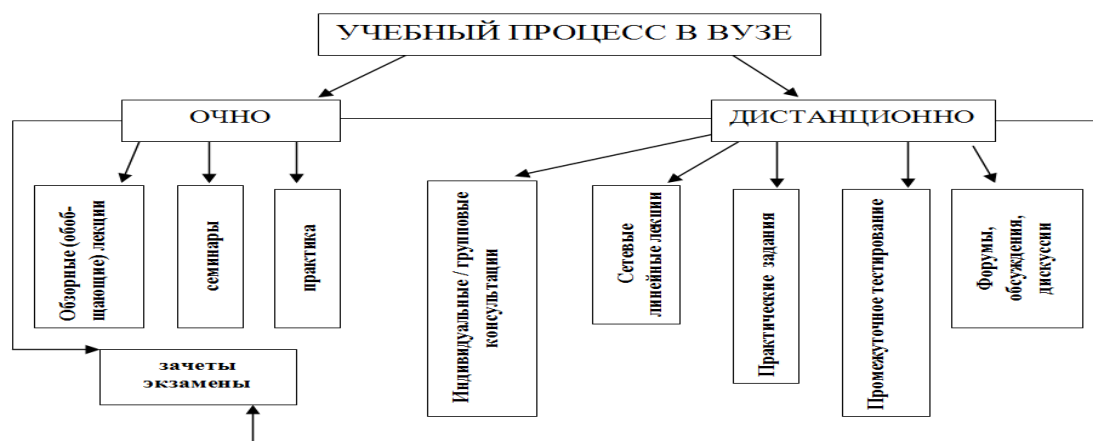 УЧЕБНЫЙ ПРОЦЕСС В ВУЗЕ
ОЧНО
ДИСТАНЦИОННО
Обзорные (обоб-
щающие) лекции
семинары
практика
Индивидуальные / групповые
консультации
Сетевые
линейные лекции
Практические задания
Промежуточное тестирование
Форумы,
обсуждения,
дискуссии
зачеты
экзамены